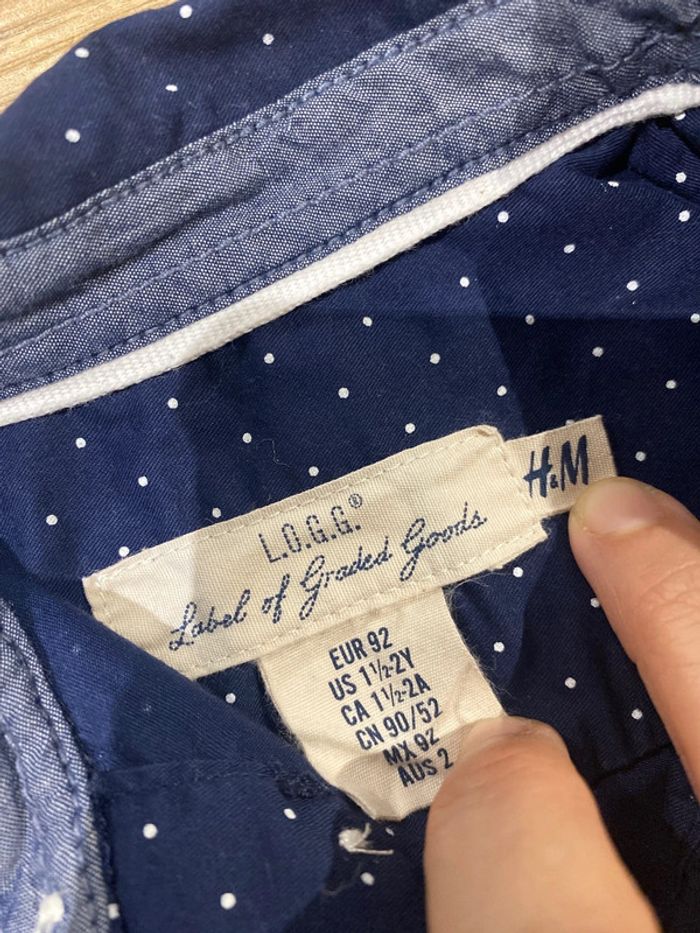 L.O.G.G.®
Label of Graded Goods
H&M
EUR 92
US 1½-2Y
CA 1½-2A
CN 90/52
MX 92
AUS 2